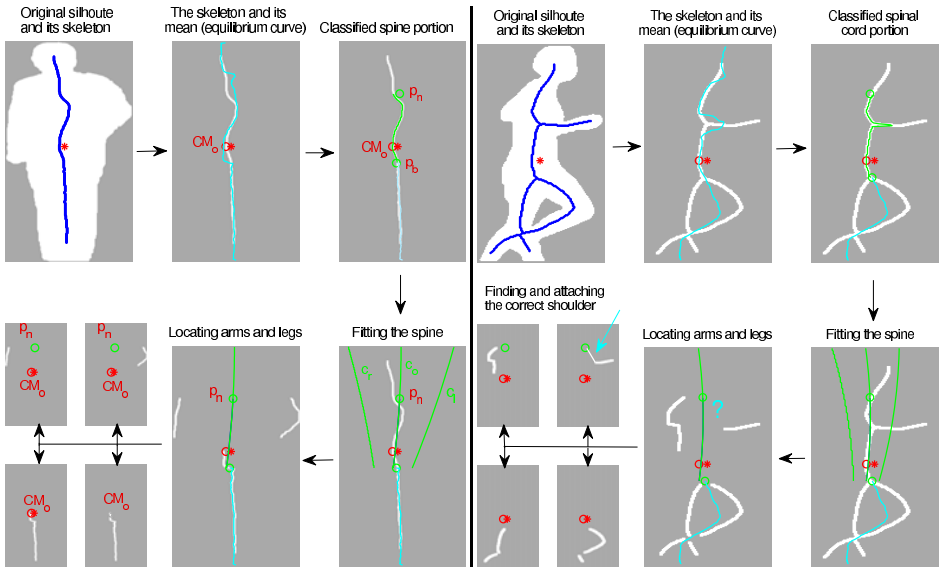 Original silhoute
and its skeleton
The skeleton and its
mean (equilibrium curve)
Classified spine portion
CMo
pn
CMo
pb
Fitting the spine
cr
co
cl
pn
Locating arms and legs
pn
pn
CMo
CMo
CMo
CMo
Original silhoute
and its skeleton
The skeleton and its
mean (equilibrium curve)
Classified spinal
cord portion
Fitting the spine
Locating arms and legs
?
Finding and attaching
the correct shoulder